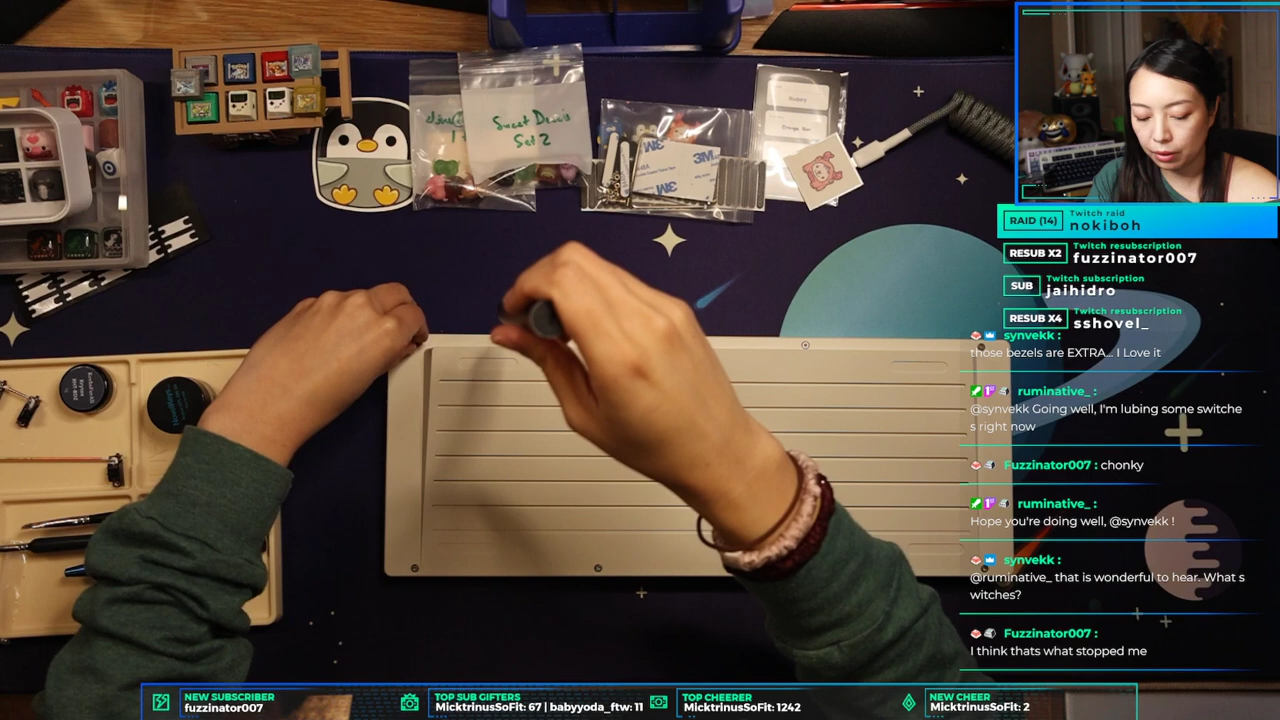 Sweet Dreams
Set 2
3M
3M
3M
RAID (14)
Twitch raid
nokiboh
RESUB X2
Twitch resubscription
fuzzinator007
SUB
Twitch subscription
jaihidro
RESUB X4
Twitch resubscription
sshovel_
synvekk :
those bezels are EXTRA... I Love it
ruminative_ :
@synvekk Going well, I'm lubing some switche
s right now
Fuzzinator007 : chonky
ruminative_ :
Hope you're doing well, @synvekk !
synvekk :
@ruminative_ that is wonderful to hear. What s
witches?
Fuzzinator007 :
I think thats what stopped me
NEW SUBSCRIBER
fuzzinator007
TOP SUB GIFTERS
MicktrinusSoFit: 67 | babyyoda_ftw: 11
TOP CHEERER
MicktrinusSoFit: 1242
NEW CHEER
MicktrinusSoFit: 2